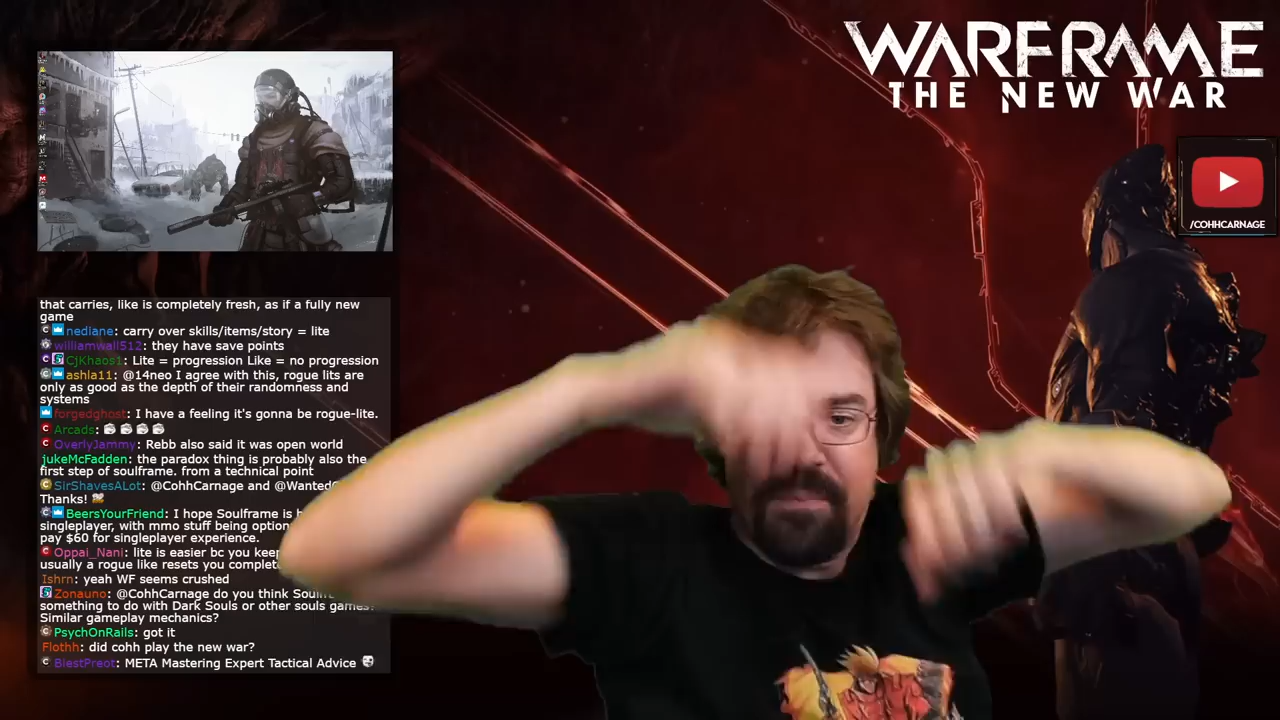 WARFRAME
THE NEW WAR
/COHHCARNAGE
that carries, like is completely fresh, as if a fully new
game
nedlane: carry over skills/items/story = lite
williamwall512: they have save points
CjKhaos1: Lite = progression Like = no progression
ashla11: @14neo I agree with this, rogue lits are
only as good as the depth of their randomness and
systems
forgedghost: I have a feeling it's gonna be rogue-lite.
Arcads:
OverlyJammy: Rebb also said it was open world
jukeMcFadden: the paradox thing is probably also the
first step of soulframe. from a technical point
SirShavesALot: @CohhCarnage and
Thanks!
BeersYourFriend: I hope Soulframe is
singleplayer, with mmo stuff being
pay $60 for singleplayer experience.
Oppai_Nani: lite is easier bc you
usually a rogue like resets you
Ishrn: yeah WF seems crushed
Zonauno: @CohhCarnage do you think
something to do with Dark Souls or other souls games?
Similar gameplay mechanics?
PsychOnRails: got it
Flothh: did cohh play the new war?
BiestPreot: META Mastering Expert Tactical Advice